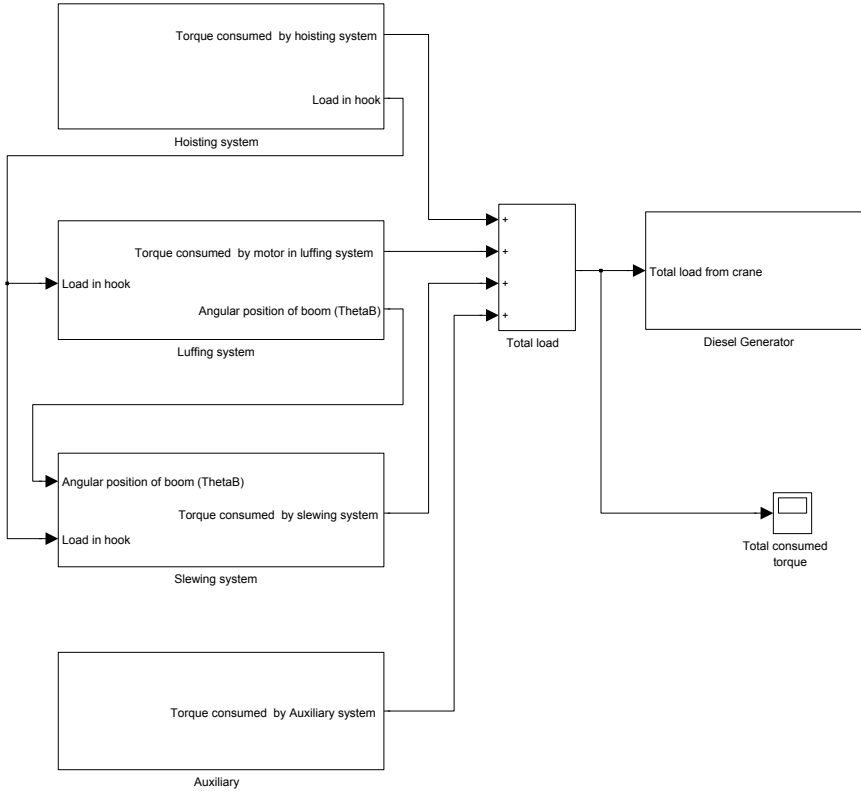 Torque consumed  by hoisting system
Load in hook
Hoisting system
Torque consumed  by motor in luffing system
Load in hook
Angular position of boom (ThetaB)
Luffing system
Angular position of boom (ThetaB)
Torque consumed  by slewing system
Load in hook
Slewing system
Torque consumed  by Auxiliary system
Auxiliary
+
+
+
+
Total load
Total load from crane
Diesel Generator
Total consumed
torque